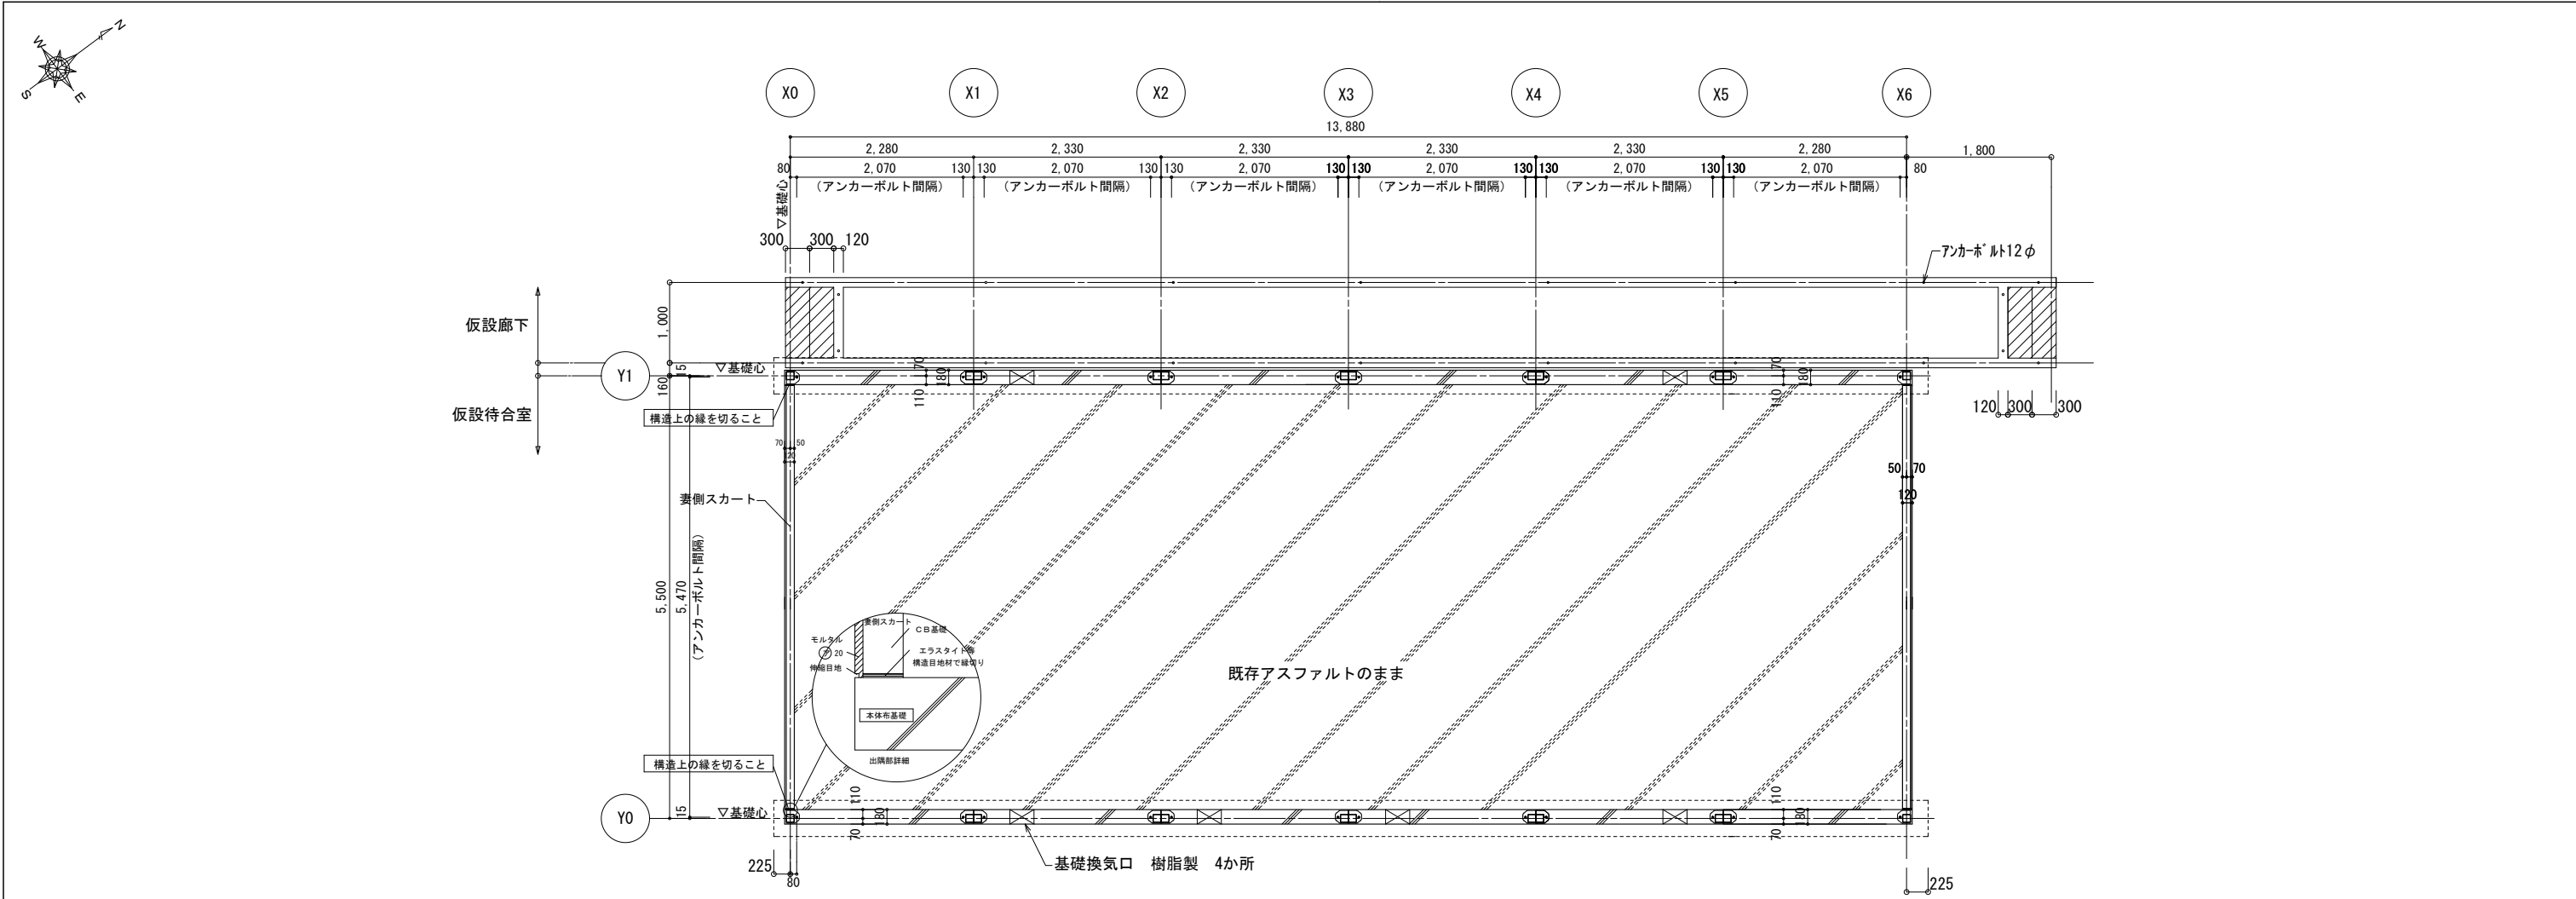 N
W
S
E
X0
X1
X2
X3
X4
X5
X6
13,880
2,280
2,330
2,330
2,330
2,330
2,280
1,800
80
2,070
130
130
2,070
130
130
2,070
130
130
2,070
130
130
2,070
130
130
2,070
80
(アンカーボルト間隔)
(アンカーボルト間隔)
(アンカーボルト間隔)
(アンカーボルト間隔)
(アンカーボルト間隔)
(アンカーボルト間隔)
▽基礎心
300
300
120
アンカーボルト12φ
仮設廊下
1,000
Y1
15
160
▽基礎心
70
180
110
70
180
110
仮設待合室
構造上の縁を切ること
120
300
300
70
50
120
50
70
120
妻側スカート
5,500
5,470
(アンカーボルト間隔)
妻側スカート
モルタル
CB基礎
20
エラスタイト等
伸縮目地
構造目地材で縁切り
本体布基礎
出隅部詳細
既存アスファルトのまま
構造上の縁を切ること
Y0
15
▽基礎心
110
180
70
110
180
70
225
80
基礎換気口 樹脂製 4か所
225